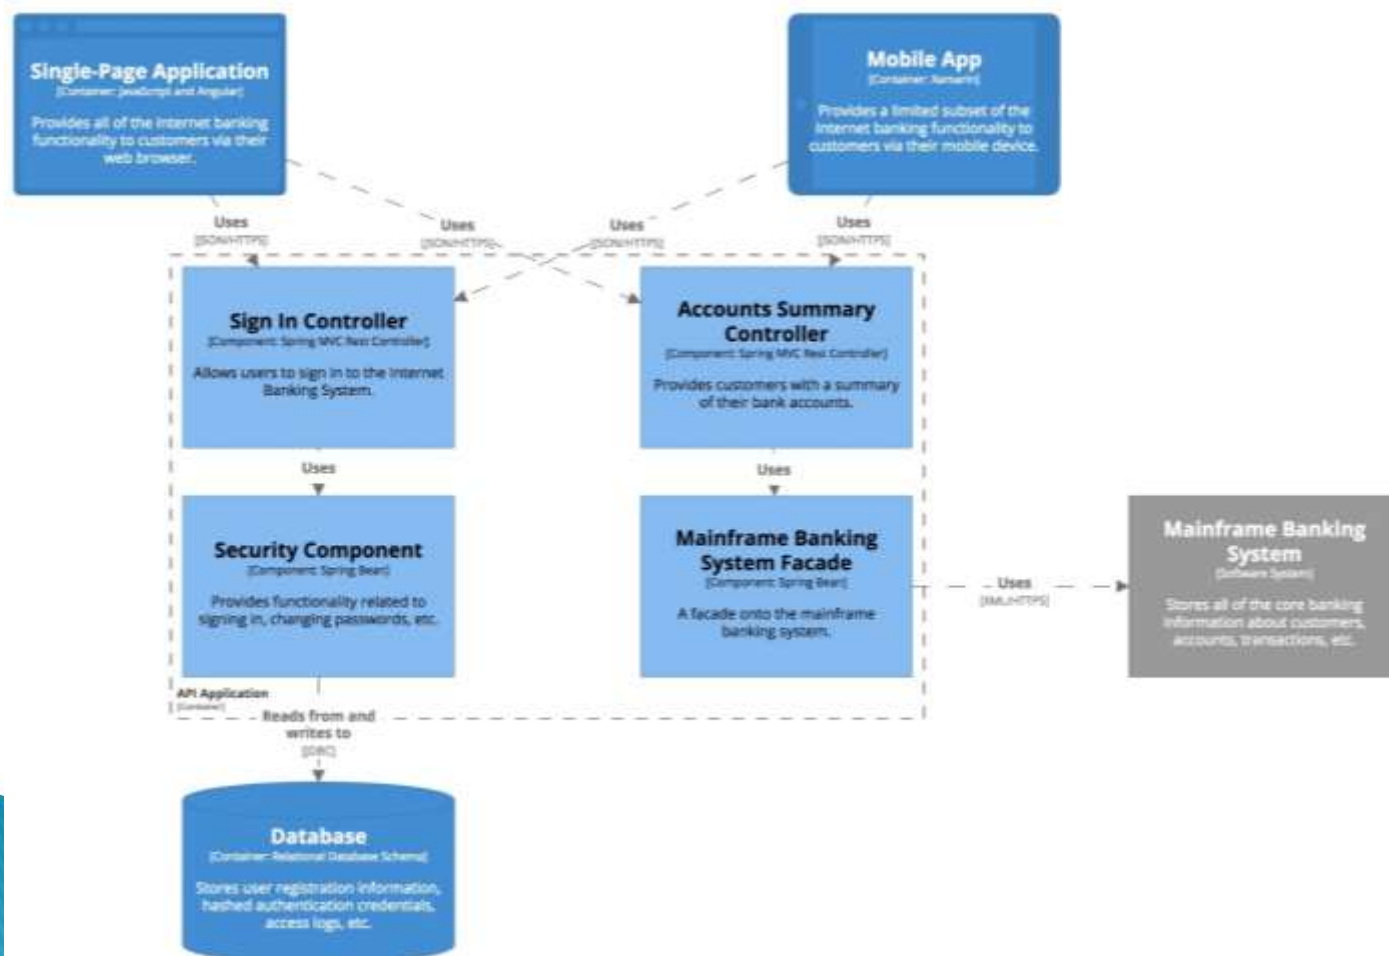 Single-Page Application
[Container: JavaScript and Angular]
Provides all of the Internet banking
functionality to customers via their
web browser.
Mobile App
[Container: Xamarin]
Provides a limited subset of the
Internet banking functionality to
customers via their mobile device.
Uses
[JSON/HTTPS]
Uses
[JSON/HTTPS]
Uses
[JSON/HTTPS]
Uses
[JSON/HTTPS]
Sign In Controller
[Component: Spring MVC Rest Controller]
Allows users to sign in to the Internet
Banking System.
Accounts Summary
Controller
[Component: Spring MVC Rest Controller]
Provides customers with a summary
of their bank accounts.
Uses
Uses
Security Component
[Component: Spring Bean]
Provides functionality related to
signing in, changing passwords, etc.
Mainframe Banking
System Facade
[Component: Spring Bean]
A facade onto the mainframe
banking system.
Uses
[XML/HTTPS]
Mainframe Banking
System
[Software System]
Stores all of the core banking
information about customers,
accounts, transactions, etc.
API Application
[Container]
Reads from and
writes to
[JDBC]
Database
[Container: Relational Database Schema]
Stores user registration information,
hashed authentication credentials,
access logs, etc.